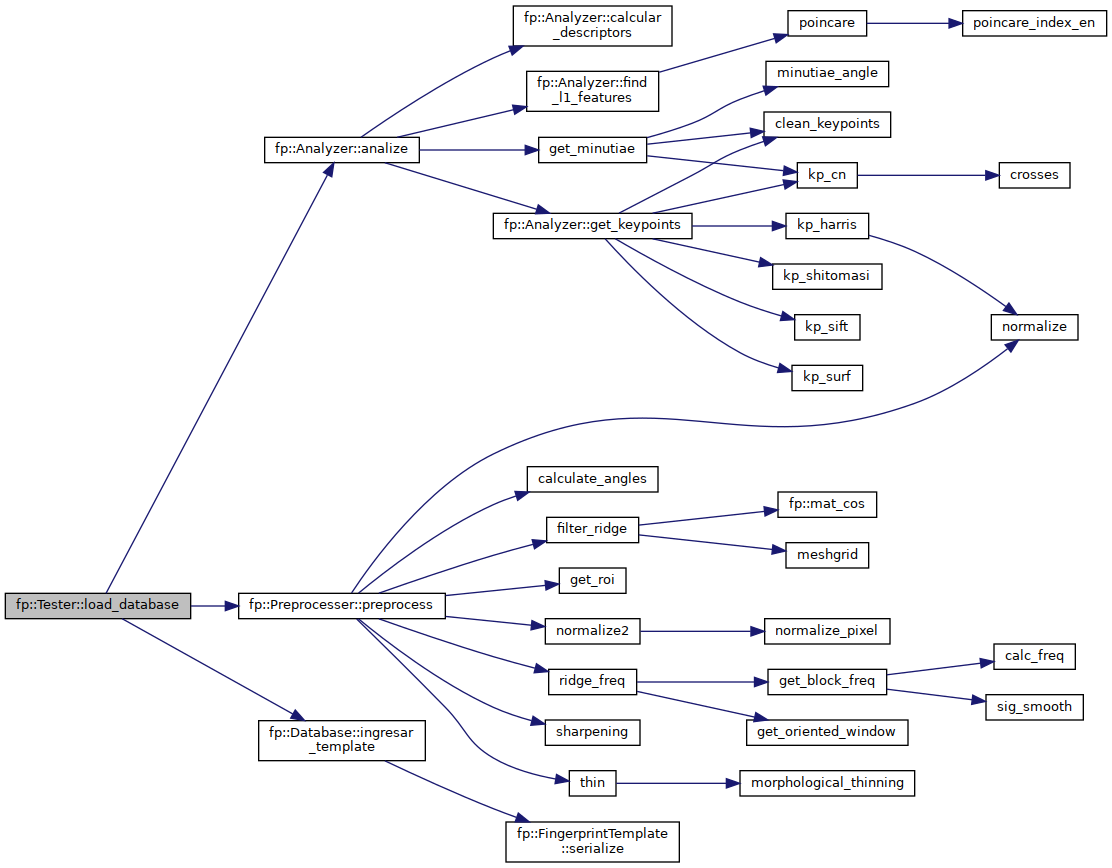 fp::Analyzer::calcular
_descriptors
poincare
poincare_index_en
minutiae_angle
fp::Analyzer::find
_l1_features
clean_keypoints
fp::Analyzer::analize
get_minutiae
kp_cn
crosses
fp::Analyzer::get_keypoints
kp_harris
kp_shitomasi
kp_sift
normalize
kp_surf
calculate_angles
filter_ridge
fp::mat_cos
meshgrid
get_roi
fp::Tester::load_database
fp::Preprocesser::preprocess
normalize2
normalize_pixel
ridge_freq
get_block_freq
calc_freq
sig_smooth
sharpening
get_oriented_window
fp::Database::ingresar
_template
thin
morphological_thinning
fp::FingerprintTemplate
::serialize